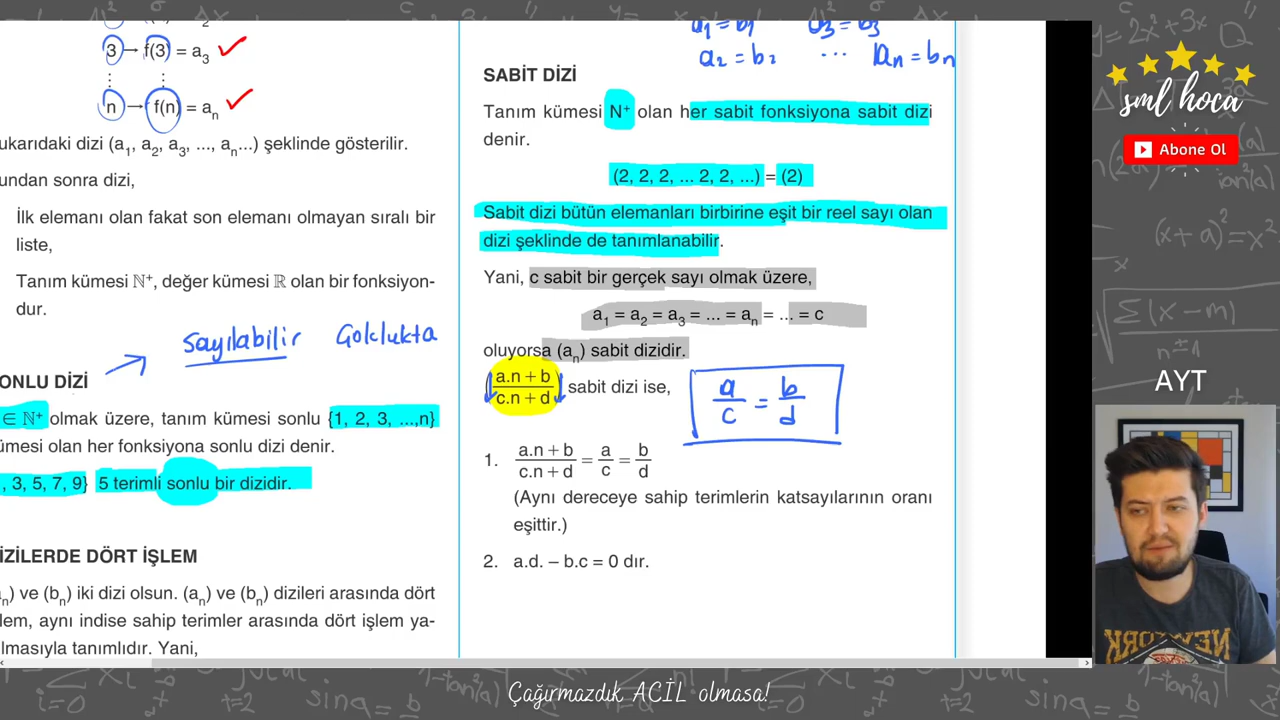 3 → f(3) = a3
⋮ ⋮
n → f(n) = an
ukarıdaki dizi (a1, a2, a3, ..., an...) şeklinde gösterilir.
undan sonra dizi,
İlk elemanı olan fakat son elemanı olmayan sıralı bir
liste,
Tanım kümesi N+, değer kümesi ℝ olan bir fonksiyon-
dur.
sayılabilir Çoklukta
ONLU DİZİ
∈ N+ olmak üzere, tanım kümesi sonlu {1, 2, 3, ...,n}
ümesi olan her fonksiyona sonlu dizi denir.
, 3, 5, 7, 9} 5 terimli sonlu bir dizidir.
İZİLERDE DÖRT İŞLEM
n) ve (bn) iki dizi olsun. (an) ve (bn) dizileri arasında dört
lem, aynı indise sahip terimler arasında dört işlem ya-
lmasıyla tanımlıdır. Yani,
a1 = b1 a3 = b3
a2 = b2 ... an = bn
SABİT DİZİ
Tanım kümesi N+ olan her sabit fonksiyona sabit dizi
denir.
(2, 2, 2, ... 2, 2, ...) = (2)
Sabit dizi bütün elemanları birbirine eşit bir reel sayı olan
dizi şeklinde de tanımlanabilir.
Yani, c sabit bir gerçek sayı olmak üzere,
a1 = a2 = a3 = ... = an = ... = c
oluyorsa (an) sabit dizidir.
(a.n + b / c.n + d) sabit dizi ise,
a/c = b/d
1. a.n + b / c.n + d = a/c = b/d
(Aynı dereceye sahip terimlerin katsayılarının oranı
eşittir.)
2. a.d. – b.c = 0 dır.
sml hoca
Abone Ol
AYT
NEWYORK
Çağırmazdık ACİL olmasa!